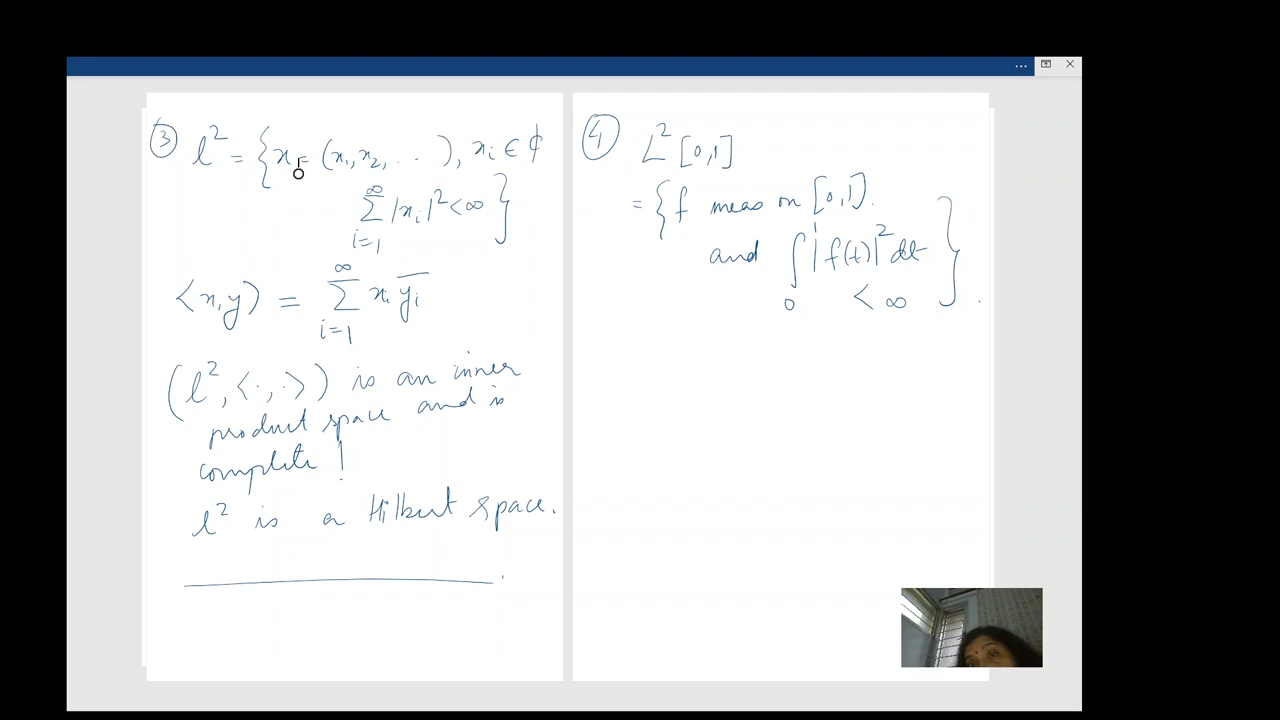 ③ l² = { x = (x₁, x₂, . . . ), xᵢ ∈ ₵
∞
Σ |xᵢ|² < ∞ }
i=1
∞
⟨x, y⟩ = Σ xᵢ ȳᵢ
i=1
(l², ⟨·, ·⟩) is an inner
product space and is
complete !
l² is a Hilbert space.
④ L² [0,1]
= { f meas on [0,1].
and ∫₀¹ |f(t)|² dt
< ∞ } .